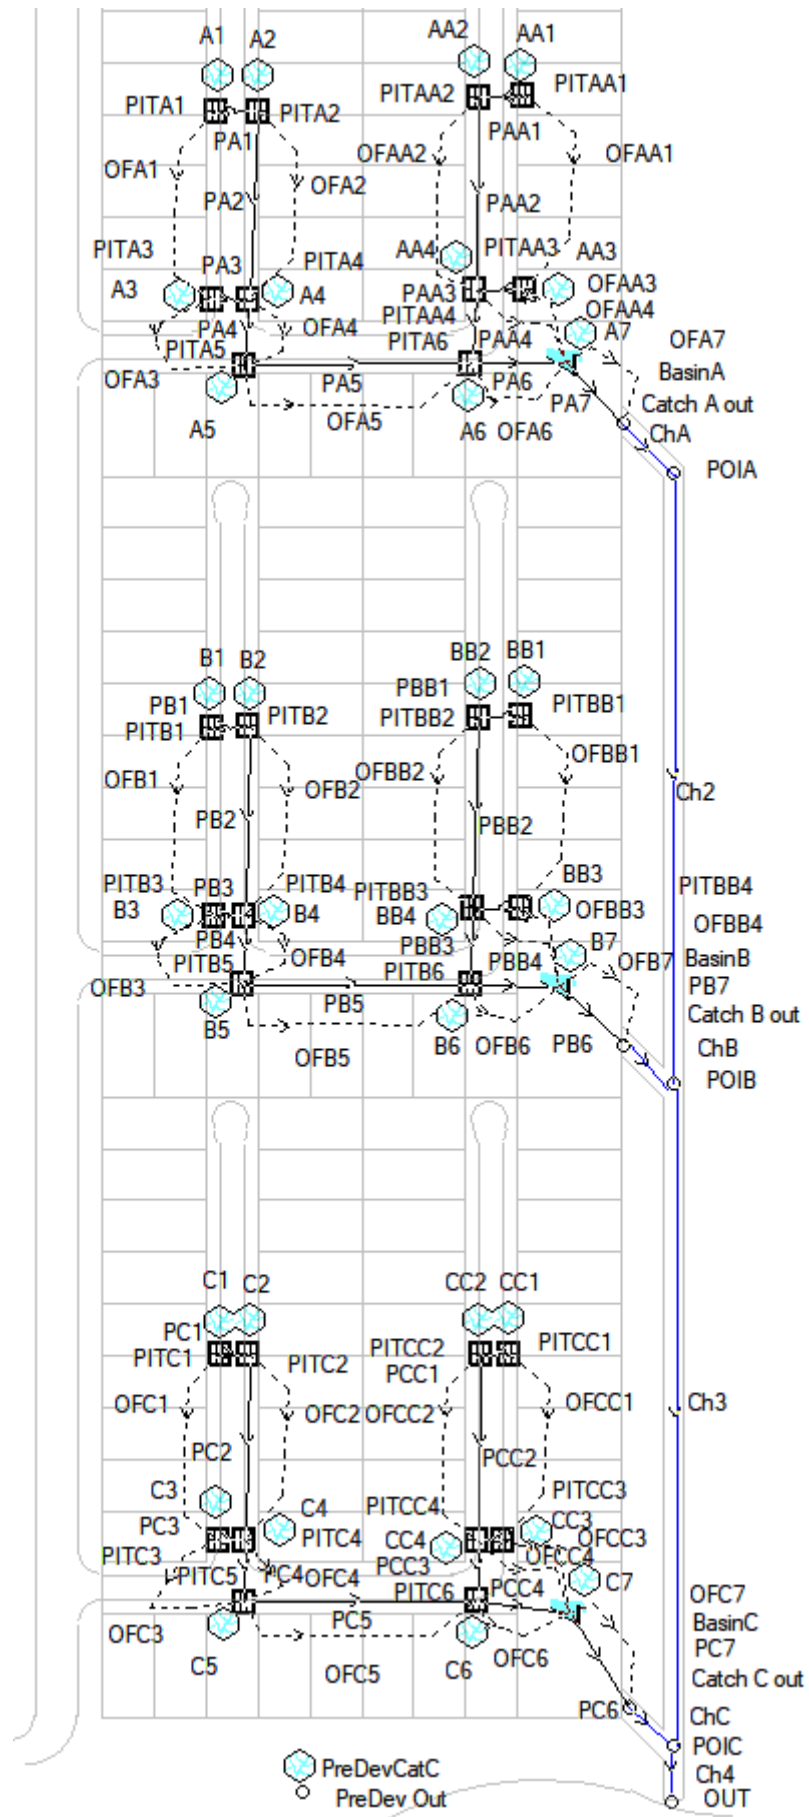 A1 A2 AA2 AA1
PITA1 PITA2 PITAA2 PITAA1
PA1 PAA1
OFA1 OFA2 OFAA2 OFAA1
PA2 PAA2
PITA3 PITA4 AA4 PITAA3 AA3
PA3
A3 A4 PAA3 OFAA3
PITAA4 OFAA4
PA4 OFA4 PITA6 PAA4 A7
PITA5 OFA7
OFA3 PA5 PA6 BasinA
PA7 Catch A out
A5 OFA5 A6 OFA6 ChA
POIA
B1 B2 BB2 BB1
PB1 PBB1
PITB1 PITB2 PITBB2 PITBB1
OFB1 OFB2 OFBB2 OFBB1
Ch2
PB2 PBB2
PITB3 PB3 PITB4 PITBB3 BB3 PITBB4
B3 B4 BB4 OFBB3 OFBB4
PB4 OFB4 PBB3 B7
PITB5 PITB6 PBB4 OFB7 BasinB
OFB3 PB5 PB7
Catch B out
B5 OFB5 B6 OFB6 PB6 ChB
POIB
C1 C2 CC2 CC1
PC1
PITC1 PITC2 PITCC2 PITCC1
PCC1
OFC1 OFC2 OFCC2 OFCC1 Ch3
PC2 PCC2
C3 C4 PITCC4 PITCC3
PC3 PITC4 CC4 CC3 OFCC3
PITC3 PITC5 PC4 OFC4 PCC3 OFCC4
PITC6 PCC4 C7 OFC7
OFC3 PC5 BasinC
PC7
C5 OFC5 C6 OFC6 Catch C out
PC6 ChC
POIC
PreDevCatC Ch4
PreDev Out OUT